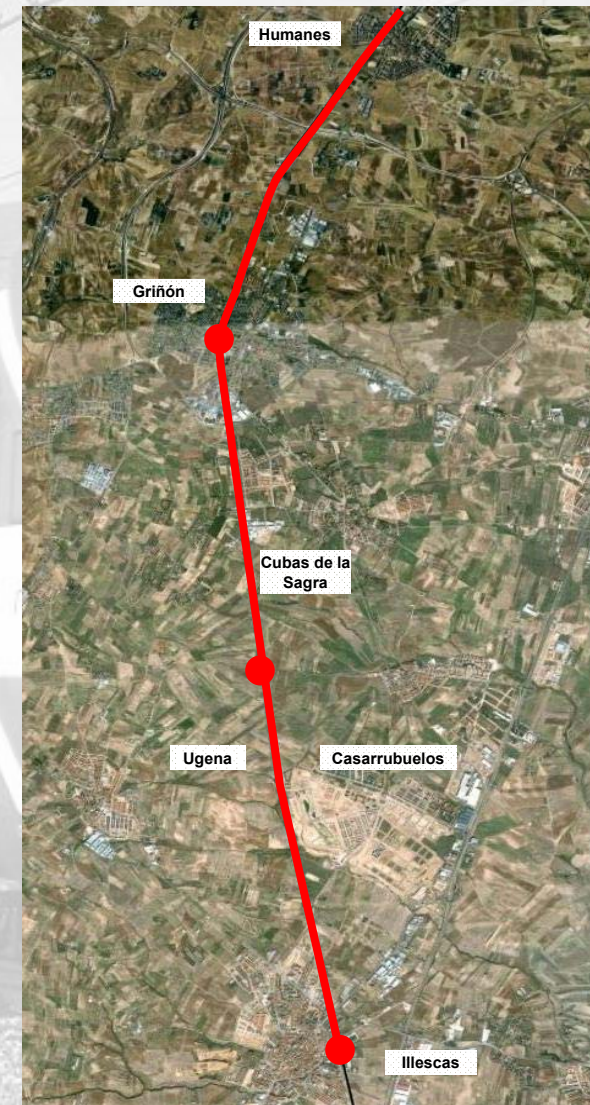 Humanes
Griñón
Cubas de la
Sagra
Ugena
Casarrubuelos
Illescas